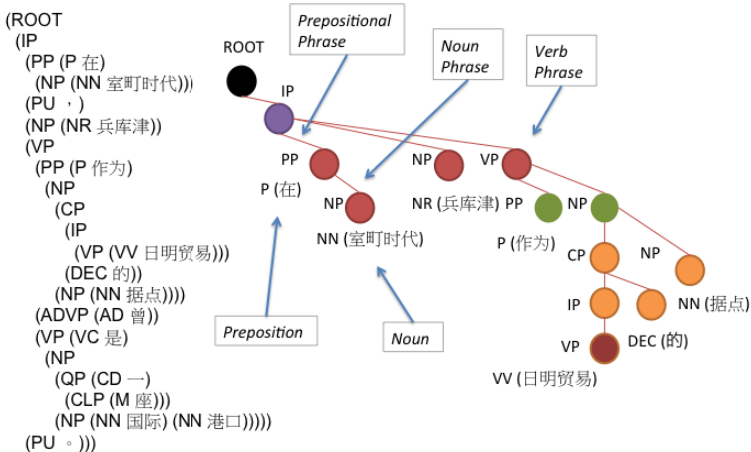 (ROOT
(IP
(PP (P 在)
(NP (NN 室町时代)))
(PU ，)
(NP (NR 兵库津))
(VP
(PP (P 作为)
(NP
(CP
(IP
(VP (VV 日明贸易)))
(DEC 的))
(NP (NN 据点))))
(ADVP (AD 曾))
(VP (VC 是)
(NP
(QP (CD 一)
(CLP (M 座)))
(NP (NN 国际) (NN 港口)))))
(PU 。)))
Prepositional
Phrase
Noun
Phrase
Verb
Phrase
ROOT
IP
PP
NP
VP
P (在)
NP
NR (兵库津)
PP
NP
NN (室町时代)
P (作为)
CP
NP
IP
NN (据点)
Preposition
Noun
VP
DEC (的)
VV (日明贸易)